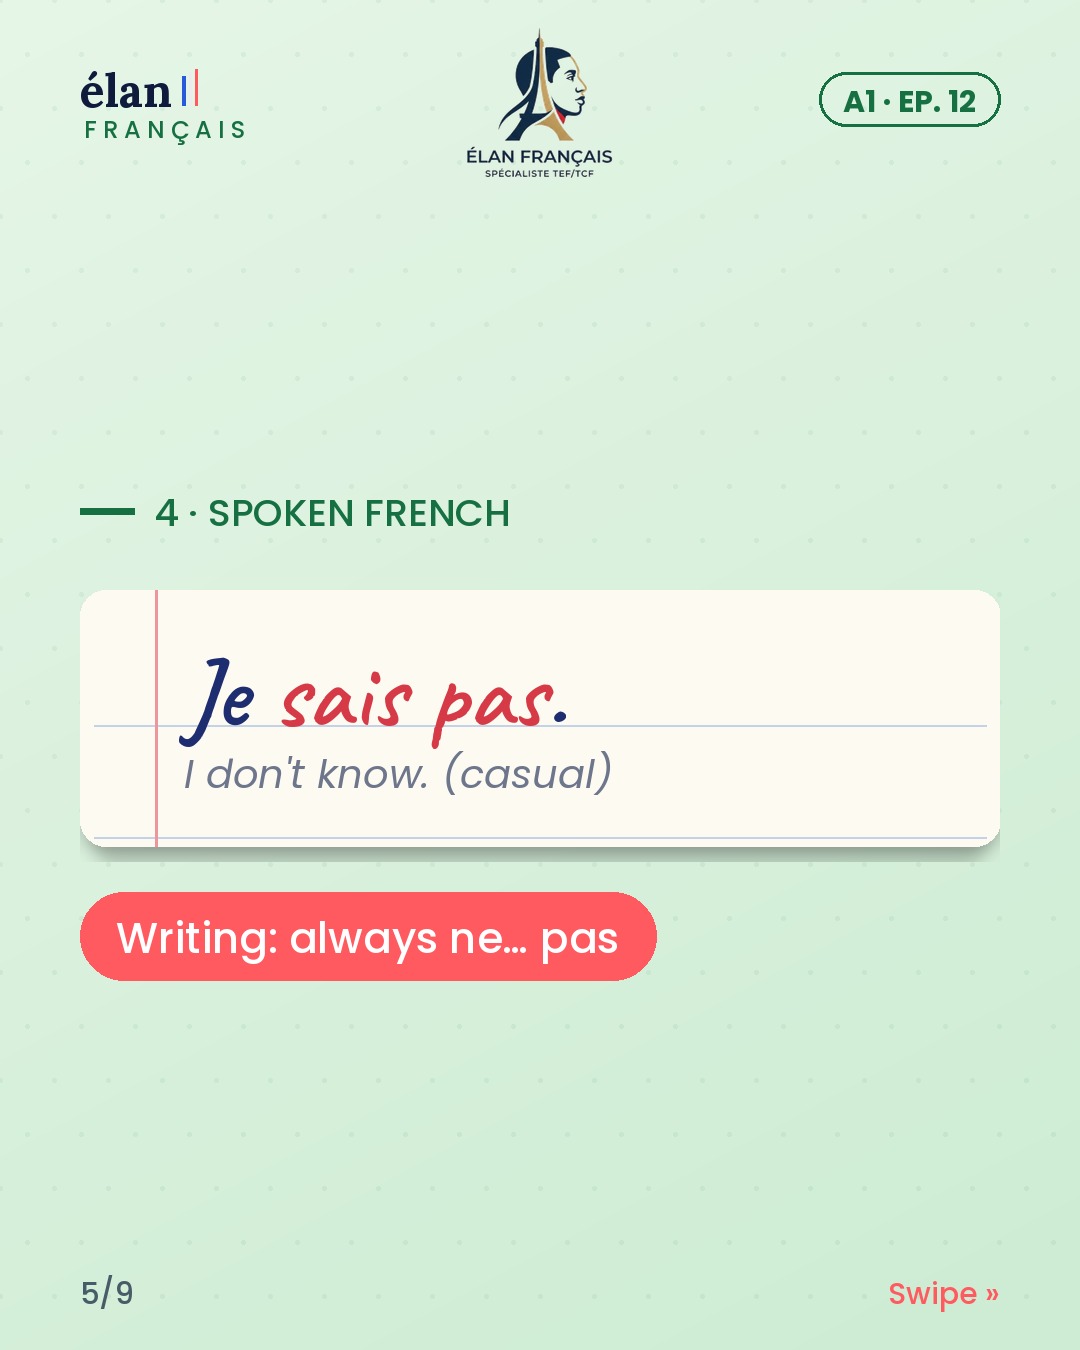 élan
FRANÇAIS
ÉLAN FRANÇAIS
SPÉCIALISTE TEF/TCF
A1 · EP. 12
4 · SPOKEN FRENCH
Je sais pas.
I don't know. (casual)
Writing: always ne... pas
5/9
Swipe »